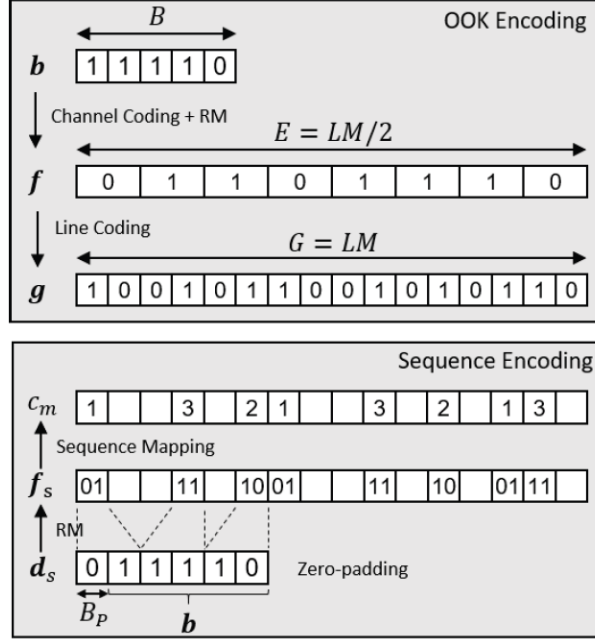 OOK Encoding
B
b 1 1 1 1 0
Channel Coding + RM
E = LM/2
f 0 1 1 0 1 1 1 0
Line Coding
G = LM
g 1 0 0 1 0 1 1 0 0 1 0 1 0 1 1 0
Sequence Encoding
c_m 1 3 2 1 3 2 1 3
Sequence Mapping
f_s 01 11 10 01 11 10 01 11
RM
d_s 0 1 1 1 1 0 Zero-padding
B_P b